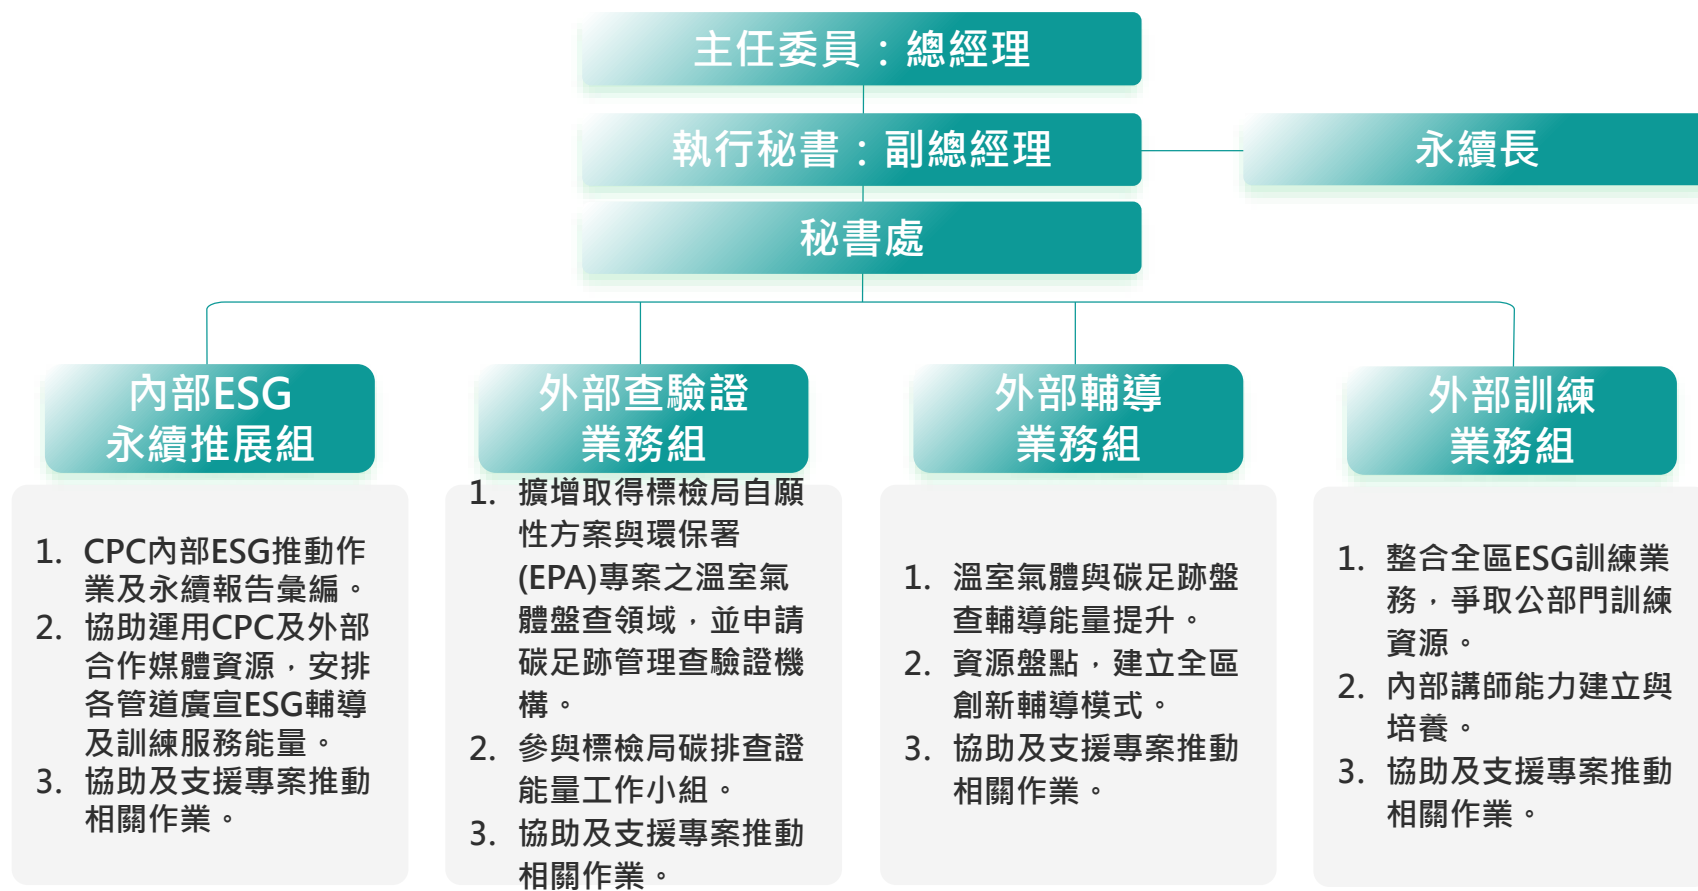 主任委員：總經理
執行秘書：副總經理
永續長
秘書處
內部ESG
永續推展組
1. CPC內部ESG推動作
業及永續報告彙編。
2. 協助運用CPC及外部
合作媒體資源，安排
各管道廣宣ESG輔導
及訓練服務能量。
3. 協助及支援專案推動
相關作業。
外部查驗證
業務組
1. 擴增取得標檢局自願
性方案與環保署
(EPA)專案之溫室氣
體盤查領域，並申請
碳足跡管理查驗證機
構。
2. 參與標檢局碳排查證
能量工作小組。
3. 協助及支援專案推動
相關作業。
外部輔導
業務組
1. 溫室氣體與碳足跡盤
查輔導能量提升。
2. 資源盤點，建立全區
創新輔導模式。
3. 協助及支援專案推動
相關作業。
外部訓練
業務組
1. 整合全區ESG訓練業
務，爭取公部門訓練
資源。
2. 內部講師能力建立與
培養。
3. 協助及支援專案推動
相關作業。